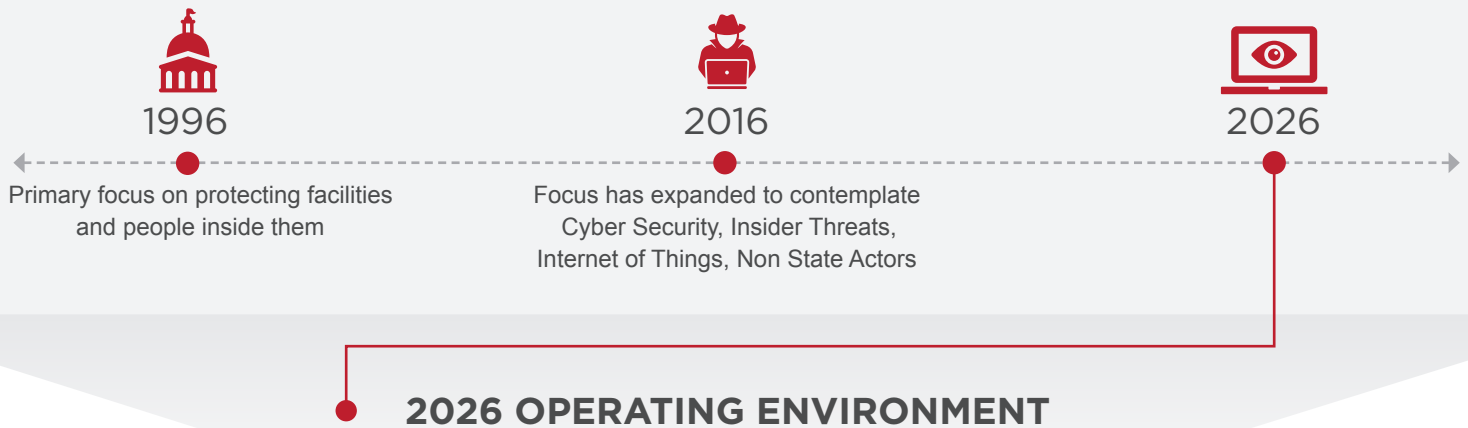 1996
Primary focus on protecting facilities
and people inside them
2016
Focus has expanded to contemplate
Cyber Security, Insider Threats,
Internet of Things, Non State Actors
2026
2026 OPERATING ENVIRONMENT